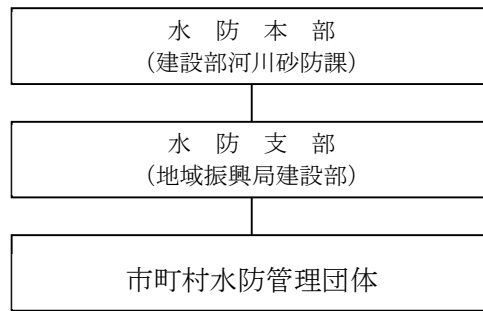 水 防 本 部
(建設部河川砂防課)
水 防 支 部
(地域振興局建設部)
市町村水防管理団体